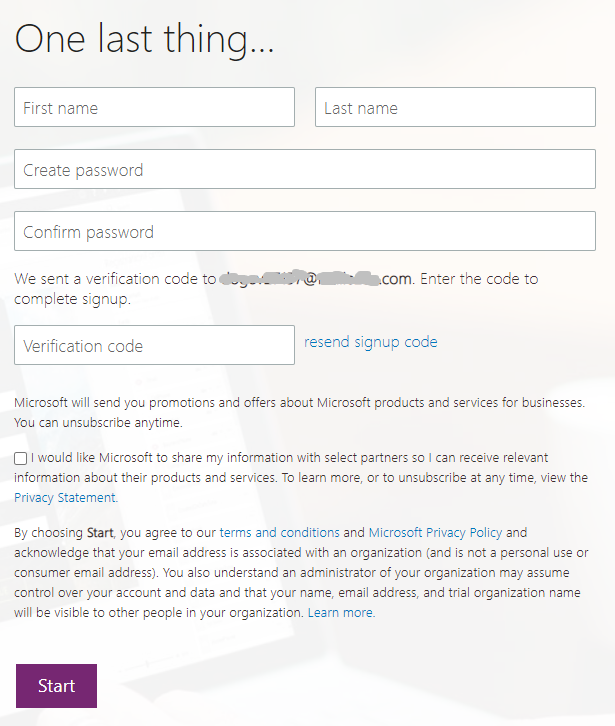 One last thing...
First name
Last name
Create password
Confirm password
We sent a verification code to @ .com. Enter the code to
complete signup.
Verification code
resend signup code
Microsoft will send you promotions and offers about Microsoft products and services for businesses.
You can unsubscribe anytime.
I would like Microsoft to share my information with select partners so I can receive relevant
information about their products and services. To learn more, or to unsubscribe at any time, view the
Privacy Statement.
By choosing Start, you agree to our terms and conditions and Microsoft Privacy Policy and
acknowledge that your email address is associated with an organization (and is not a personal use or
consumer email address). You also understand an administrator of your organization may assume
control over your account and data and that your name, email address, and trial organization name
will be visible to other people in your organization. Learn more.
Start